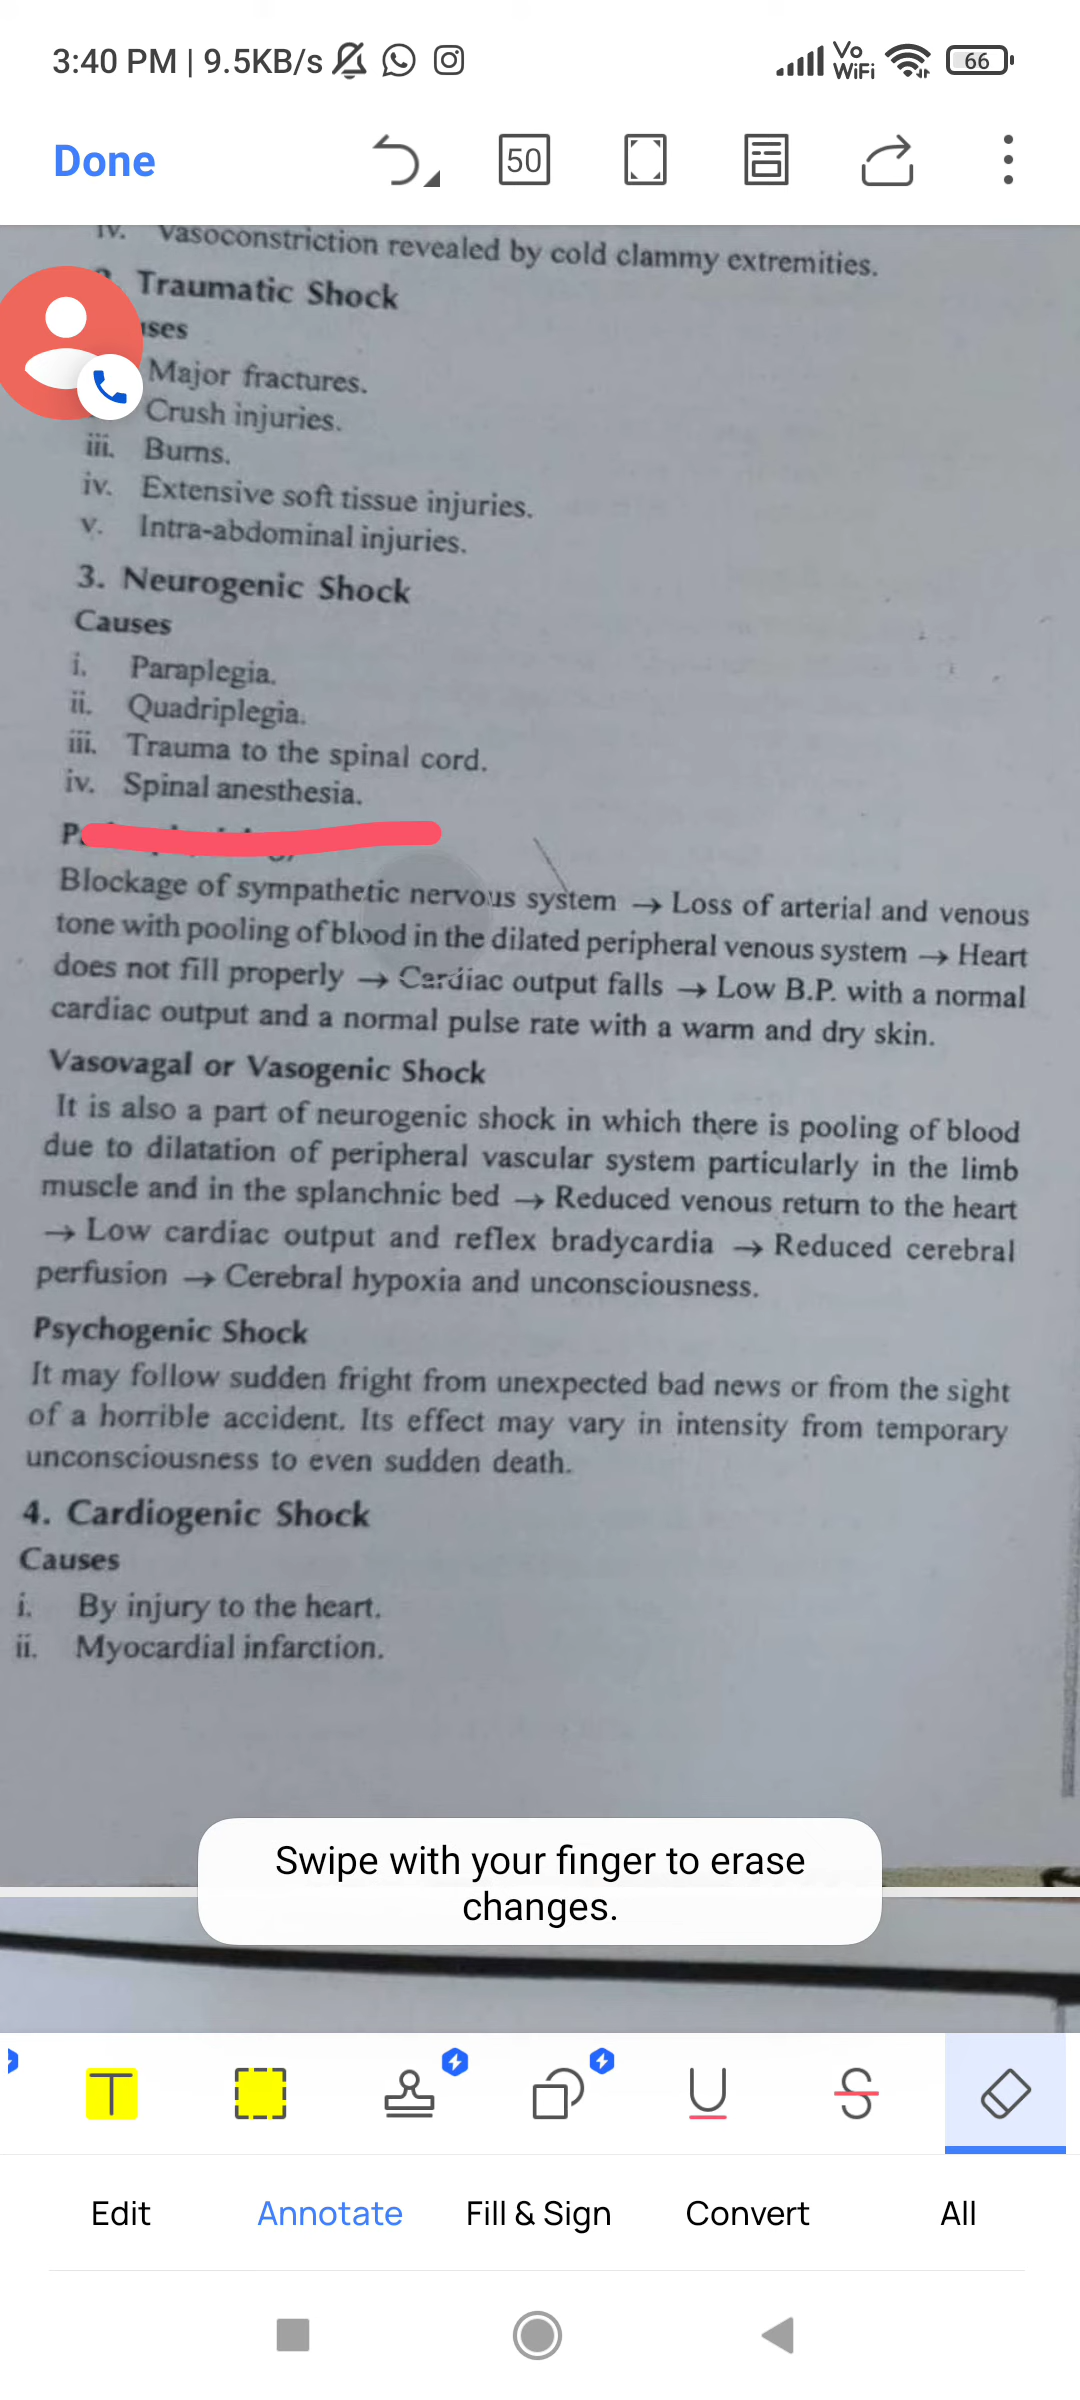 3:40 PM | 9.5KB/s
Vo
WiFi
66
Done
50
iv. Vasoconstriction revealed by cold clammy extremities.
Traumatic Shock
Major fractures.
Crush injuries.
iii. Burns.
iv. Extensive soft tissue injuries.
v. Intra-abdominal injuries.
3. Neurogenic Shock
Causes
i. Paraplegia.
ii. Quadriplegia.
iii. Trauma to the spinal cord.
iv. Spinal anesthesia.
Blockage of sympathetic nervous system → Loss of arterial and venous
tone with pooling of blood in the dilated peripheral venous system → Heart
does not fill properly → Cardiac output falls → Low B.P. with a normal
cardiac output and a normal pulse rate with a warm and dry skin.
Vasovagal or Vasogenic Shock
It is also a part of neurogenic shock in which there is pooling of blood
due to dilatation of peripheral vascular system particularly in the limb
muscle and in the splanchnic bed → Reduced venous return to the heart
→ Low cardiac output and reflex bradycardia → Reduced cerebral
perfusion → Cerebral hypoxia and unconsciousness.
Psychogenic Shock
It may follow sudden fright from unexpected bad news or from the sight
of a horrible accident. Its effect may vary in intensity from temporary
unconsciousness to even sudden death.
4. Cardiogenic Shock
Causes
i. By injury to the heart.
ii. Myocardial infarction.
Swipe with your finger to erase
changes.
Edit Annotate Fill & Sign Convert All